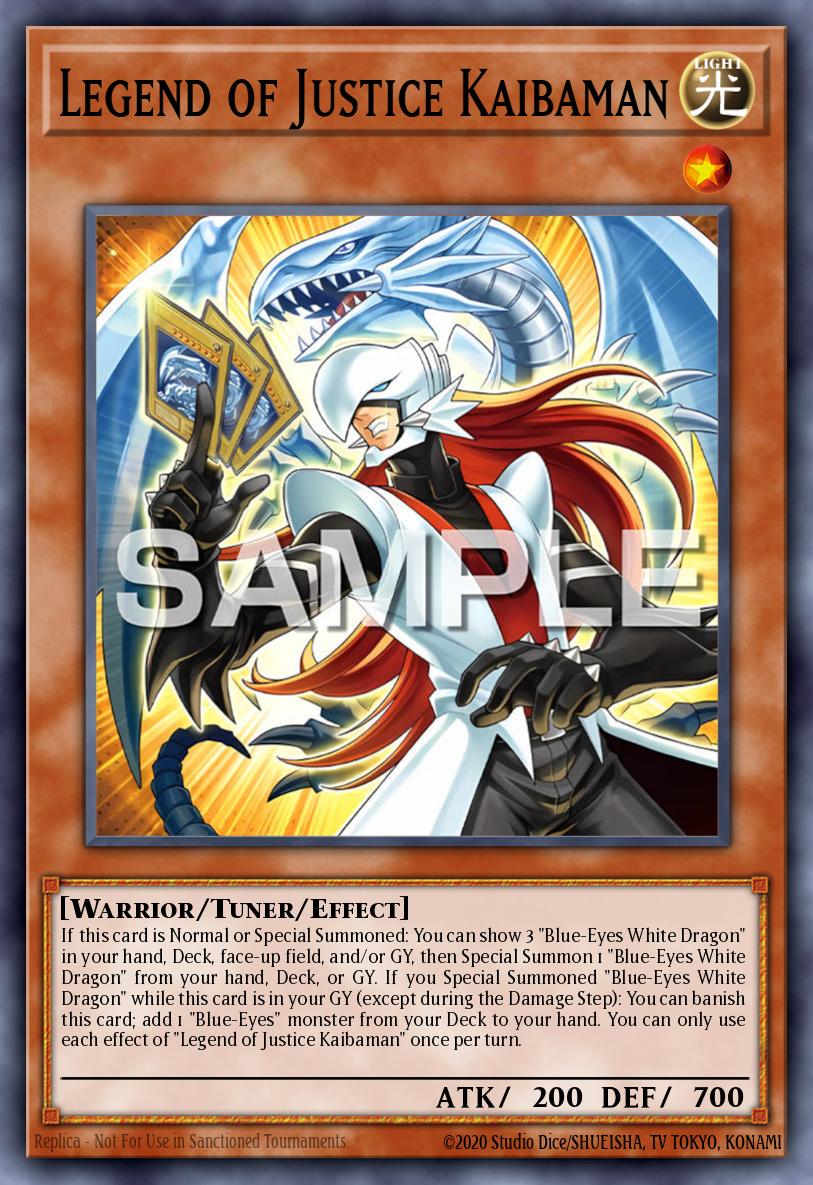 Legend of Justice Kaibaman
LIGHT
光
SAMPLE
[Warrior/Tuner/Effect]
If this card is Normal or Special Summoned: You can show 3 "Blue-Eyes White Dragon"
in your hand, Deck, face-up field, and/or GY, then Special Summon 1 "Blue-Eyes White
Dragon" from your hand, Deck, or GY. If you Special Summoned "Blue-Eyes White
Dragon" while this card is in your GY (except during the Damage Step): You can banish
this card; add 1 "Blue-Eyes" monster from your Deck to your hand. You can only use
each effect of "Legend of Justice Kaibaman" once per turn.
ATK/ 200 DEF/ 700
Replica - Not For Use in Sanctioned Tournaments.
©2020 Studio Dice/SHUEISHA, TV TOKYO, KONAMI